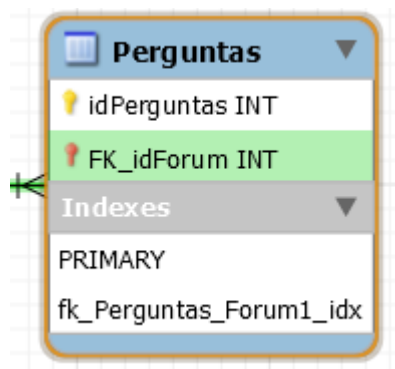 Perguntas
idPerguntas INT
FK_idForum INT
Indexes
PRIMARY
fk_Perguntas_Forum1_idx